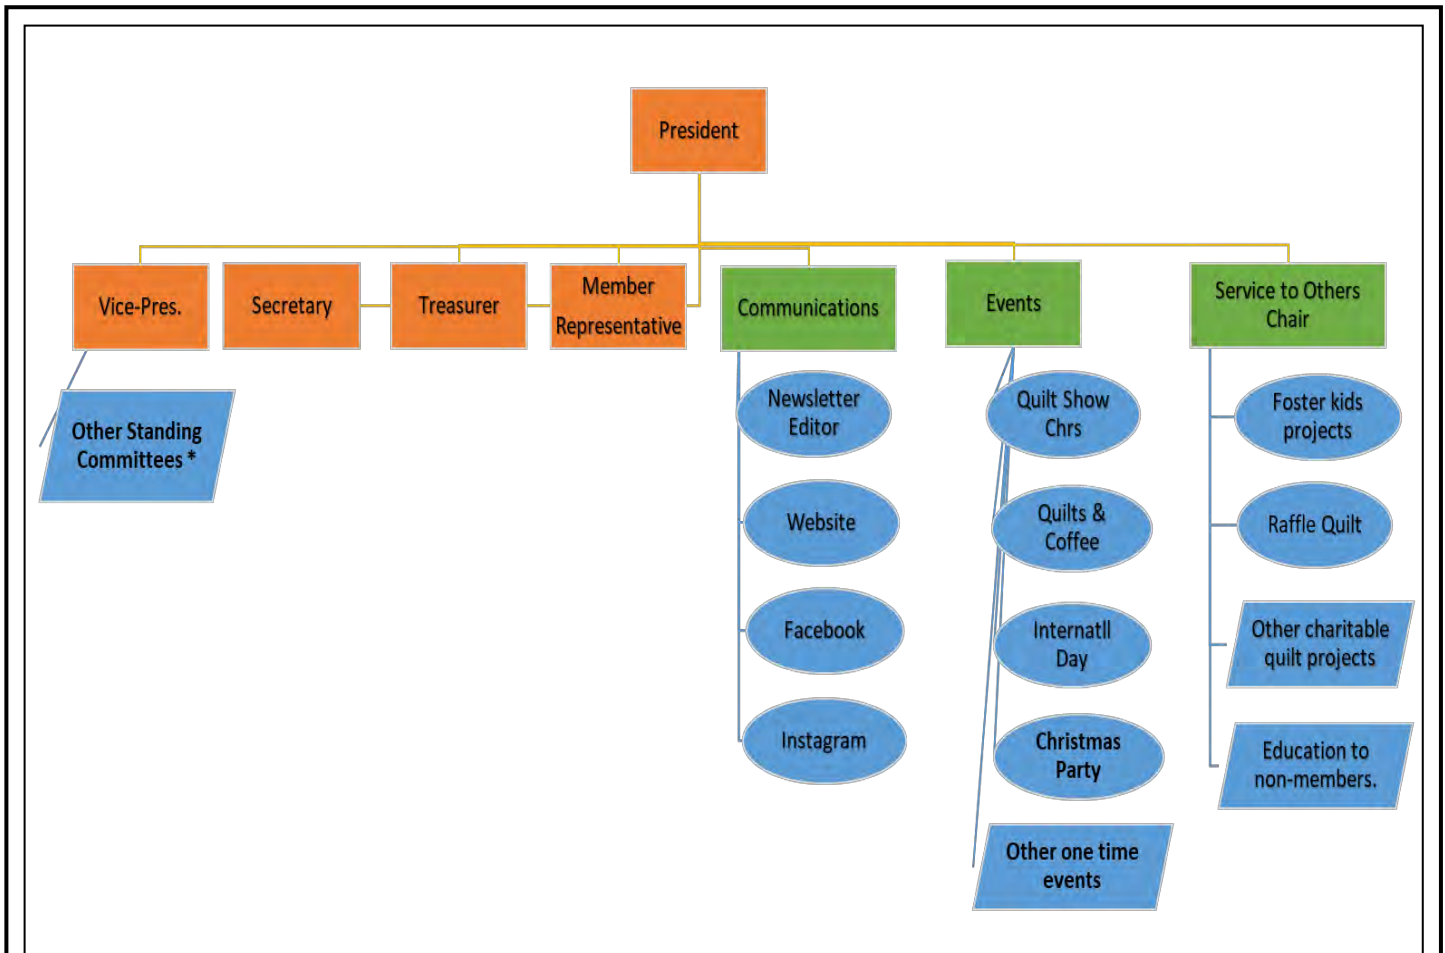 President
Vice-Pres.
Secretary
Treasurer
Member
Representative
Communications
Events
Service to Others
Chair
Other Standing
Committees *
Newsletter
Editor
Website
Facebook
Instagram
Quilt Show
Chrs
Quilts &
Coffee
Internatll
Day
Christmas
Party
Other one time
events
Foster kids
projects
Raffle Quilt
Other charitable
quilt projects
Education to
non-members.